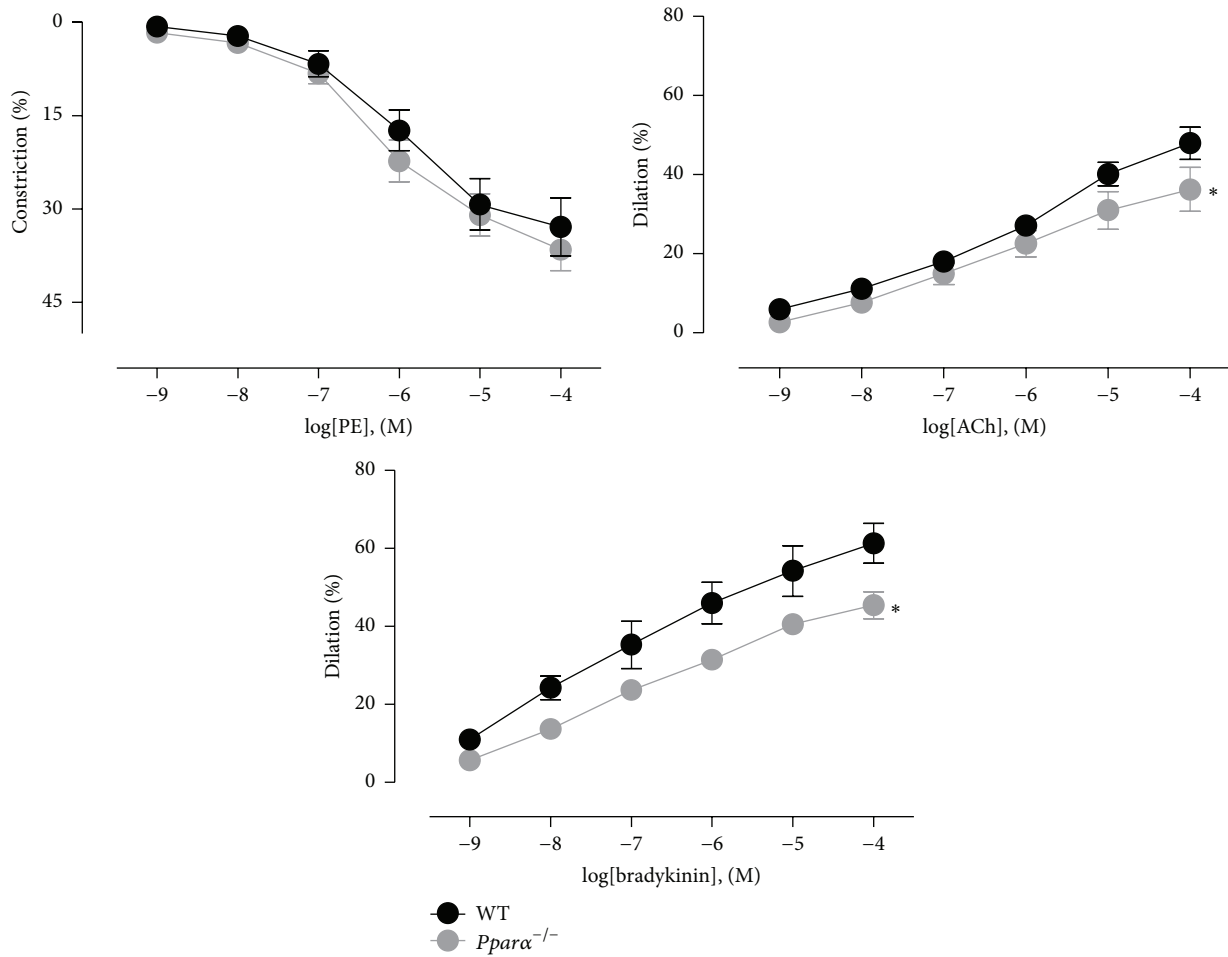 0
15
30
45
Constriction (%)
−9 −8 −7 −6 −5 −4
log[PE], (M)
80
60
40
20
0
Dilation (%)
*
−9 −8 −7 −6 −5 −4
log[ACh], (M)
80
60
40
20
0
Dilation (%)
*
−9 −8 −7 −6 −5 −4
log[bradykinin], (M)
WT
Pparα−/−